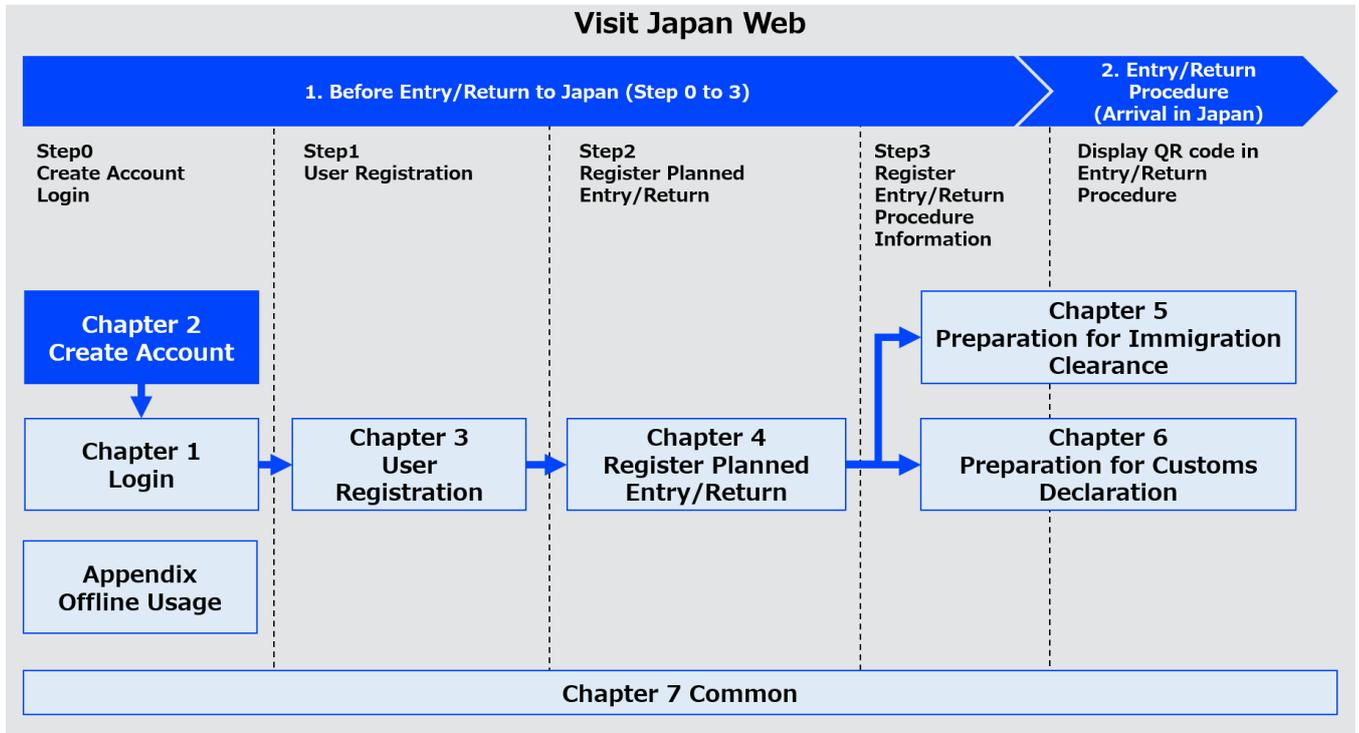 Visit Japan Web
1. Before Entry/Return to Japan (Step 0 to 3)
2. Entry/Return
Procedure
(Arrival in Japan)
Step0
Create Account
Login
Step1
User Registration
Step2
Register Planned
Entry/Return
Step3
Register
Entry/Return
Procedure
Information
Display QR code in
Entry/Return
Procedure
Chapter 2
Create Account
Chapter 1
Login
Appendix
Offline Usage
Chapter 3
User
Registration
Chapter 4
Register Planned
Entry/Return
Chapter 5
Preparation for Immigration
Clearance
Chapter 6
Preparation for Customs
Declaration
Chapter 7 Common